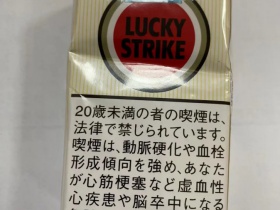 LUCKY
STRIKE
20歳未満の者の喫煙は、
法律で禁じられています。
喫煙は、動脈硬化や血栓
形成傾向を強め、あなた
が心筋梗塞など虚血性
心疾患や脳卒中になる